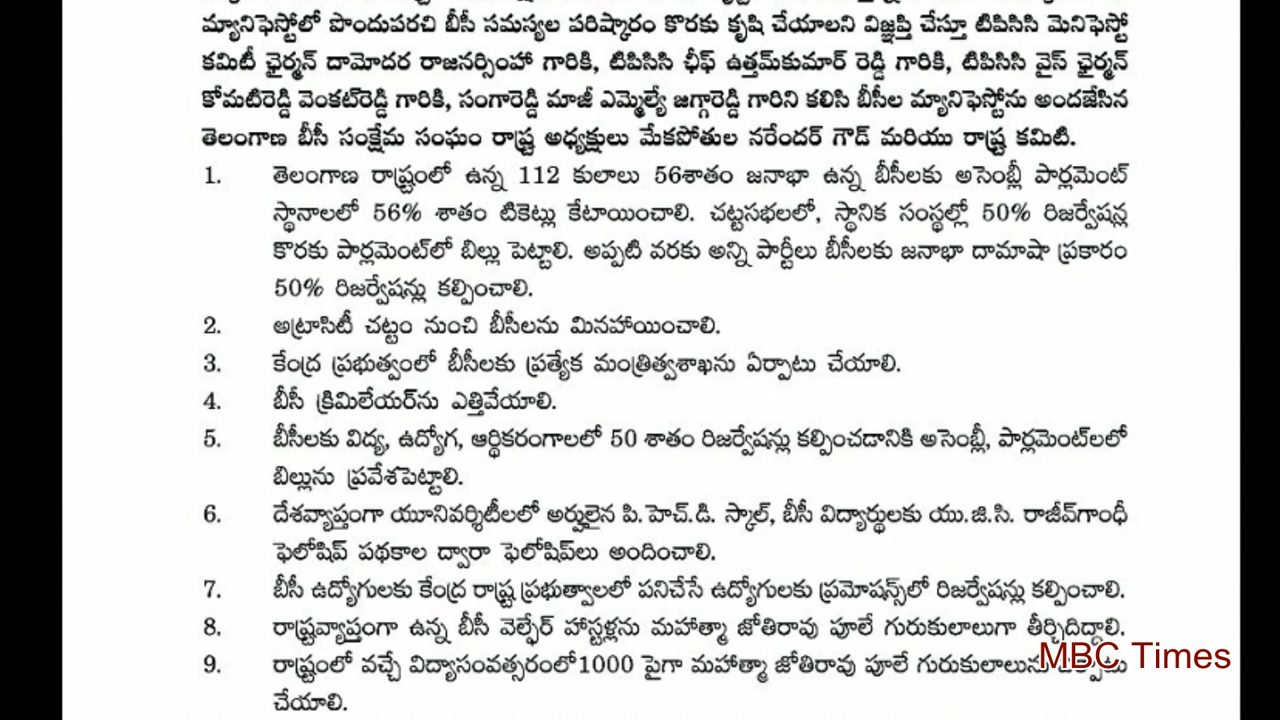 మ్యానిఫెస్టోలో పొందుపరచి బీసీ సమస్యల పరిష్కారం కొరకు కృషి చేయాలని విజ్ఞప్తి చేస్తూ టిపిసిసి మెనిఫెస్టో
కమిటీ ఛైర్మన్ దామోదర రాజనర్సింహా గారికి, టిపిసిసి ఛీఫ్ ఉత్తమ్‌కుమార్ రెడ్డి గారికి, టిపిసిసి వైస్ ఛైర్మన్
కోమటిరెడ్డి వెంకట్‌రెడ్డి గారికి, సంగారెడ్డి మాజీ ఎమ్మెల్యే జగ్గారెడ్డి గారిని కలిసి బీసీల మ్యానిఫెస్టోను అందజేసిన
తెలంగాణ బీసీ సంక్షేమ సంఘం రాష్ట్ర అధ్యక్షులు మేకపోతుల నరేందర్ గౌడ్ మరియు రాష్ట్ర కమిటి.
1. తెలంగాణ రాష్ట్రంలో ఉన్న 112 కులాలు 56శాతం జనాభా ఉన్న బీసీలకు అసెంబ్లీ పార్లమెంట్
స్థానాలలో 56% శాతం టికెట్లు కేటాయించాలి. చట్టసభలలో, స్థానిక సంస్థల్లో 50% రిజర్వేషన్ల
కొరకు పార్లమెంట్‌లో బిల్లు పెట్టాలి. అప్పటి వరకు అన్ని పార్టీలు బీసీలకు జనాభా దామాషా ప్రకారం
50% రిజర్వేషన్లు కల్పించాలి.
2. అట్రాసిటీ చట్టం నుంచి బీసీలను మినహాయించాలి.
3. కేంద్ర ప్రభుత్వంలో బీసీలకు ప్రత్యేక మంత్రిత్వశాఖను ఏర్పాటు చేయాలి.
4. బీసీ క్రిమిలేయర్‌ను ఎత్తివేయాలి.
5. బీసీలకు విద్య, ఉద్యోగ, ఆర్థికరంగాలలో 50 శాతం రిజర్వేషన్లు కల్పించడానికి అసెంబ్లీ, పార్లమెంట్‌లలో
బిల్లును ప్రవేశపెట్టాలి.
6. దేశవ్యాప్తంగా యూనివర్శిటీలలో అర్హులైన పి.హెచ్.డి. స్కాల్, బీసీ విద్యార్థులకు యు.జి.సి. రాజీవ్‌గాంధీ
ఫెలోషిప్ పథకాల ద్వారా ఫెలోషిప్‌లు అందించాలి.
7. బీసీ ఉద్యోగులకు కేంద్ర రాష్ట్ర ప్రభుత్వాలలో పనిచేసే ఉద్యోగులకు ప్రమోషన్స్‌లో రిజర్వేషన్లు కల్పించాలి.
8. రాష్ట్రవ్యాప్తంగా ఉన్న బీసీ వెల్ఫేర్ హాస్టళ్లను మహాత్మా జోతిరావు పూలే గురుకులాలుగా తీర్చిదిద్దాలి.
9. రాష్ట్రంలో వచ్చే విద్యాసంవత్సరంలో1000 పైగా మహాత్మా జోతిరావు పూలే గురుకులాలును
చేయాలి.
MBC Times